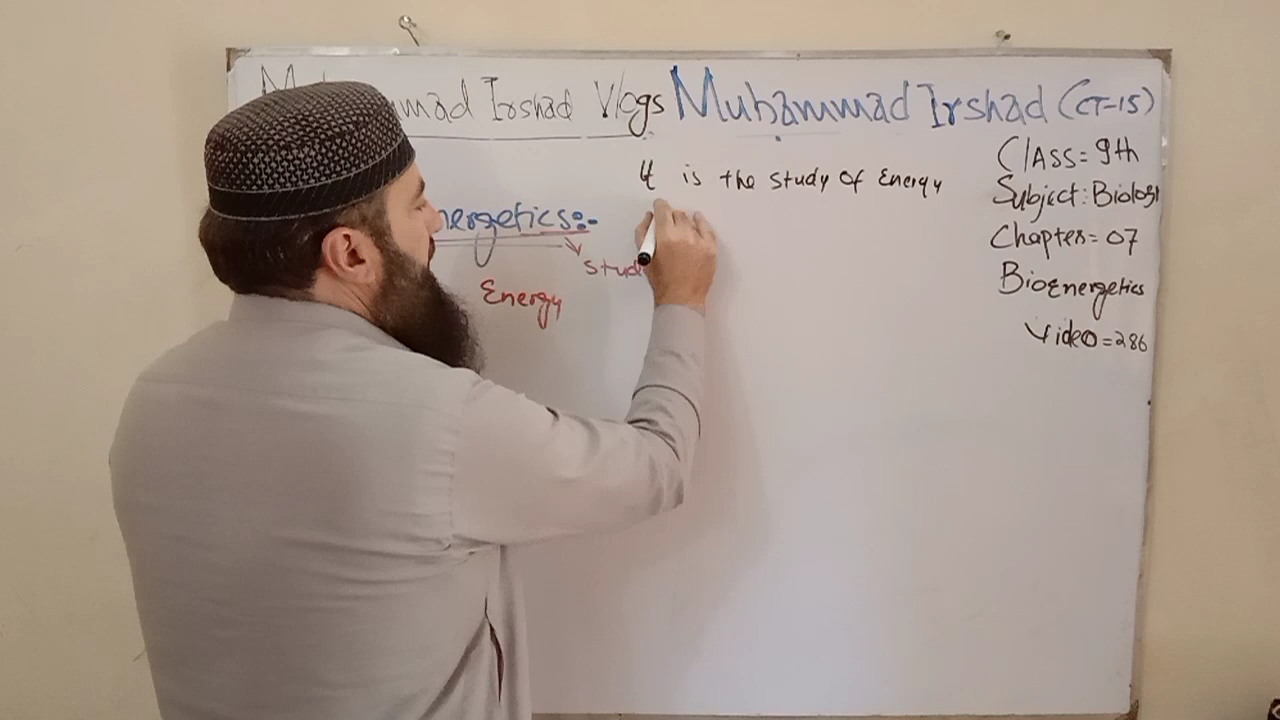 Irshad Vlogs Muhammad Irshad (CT-15)
CLASS= 9th
It is the study of Energy
Subject: Biology
nergetics:-
Chapter= 07
Energy
Bioenergetics
Video=286